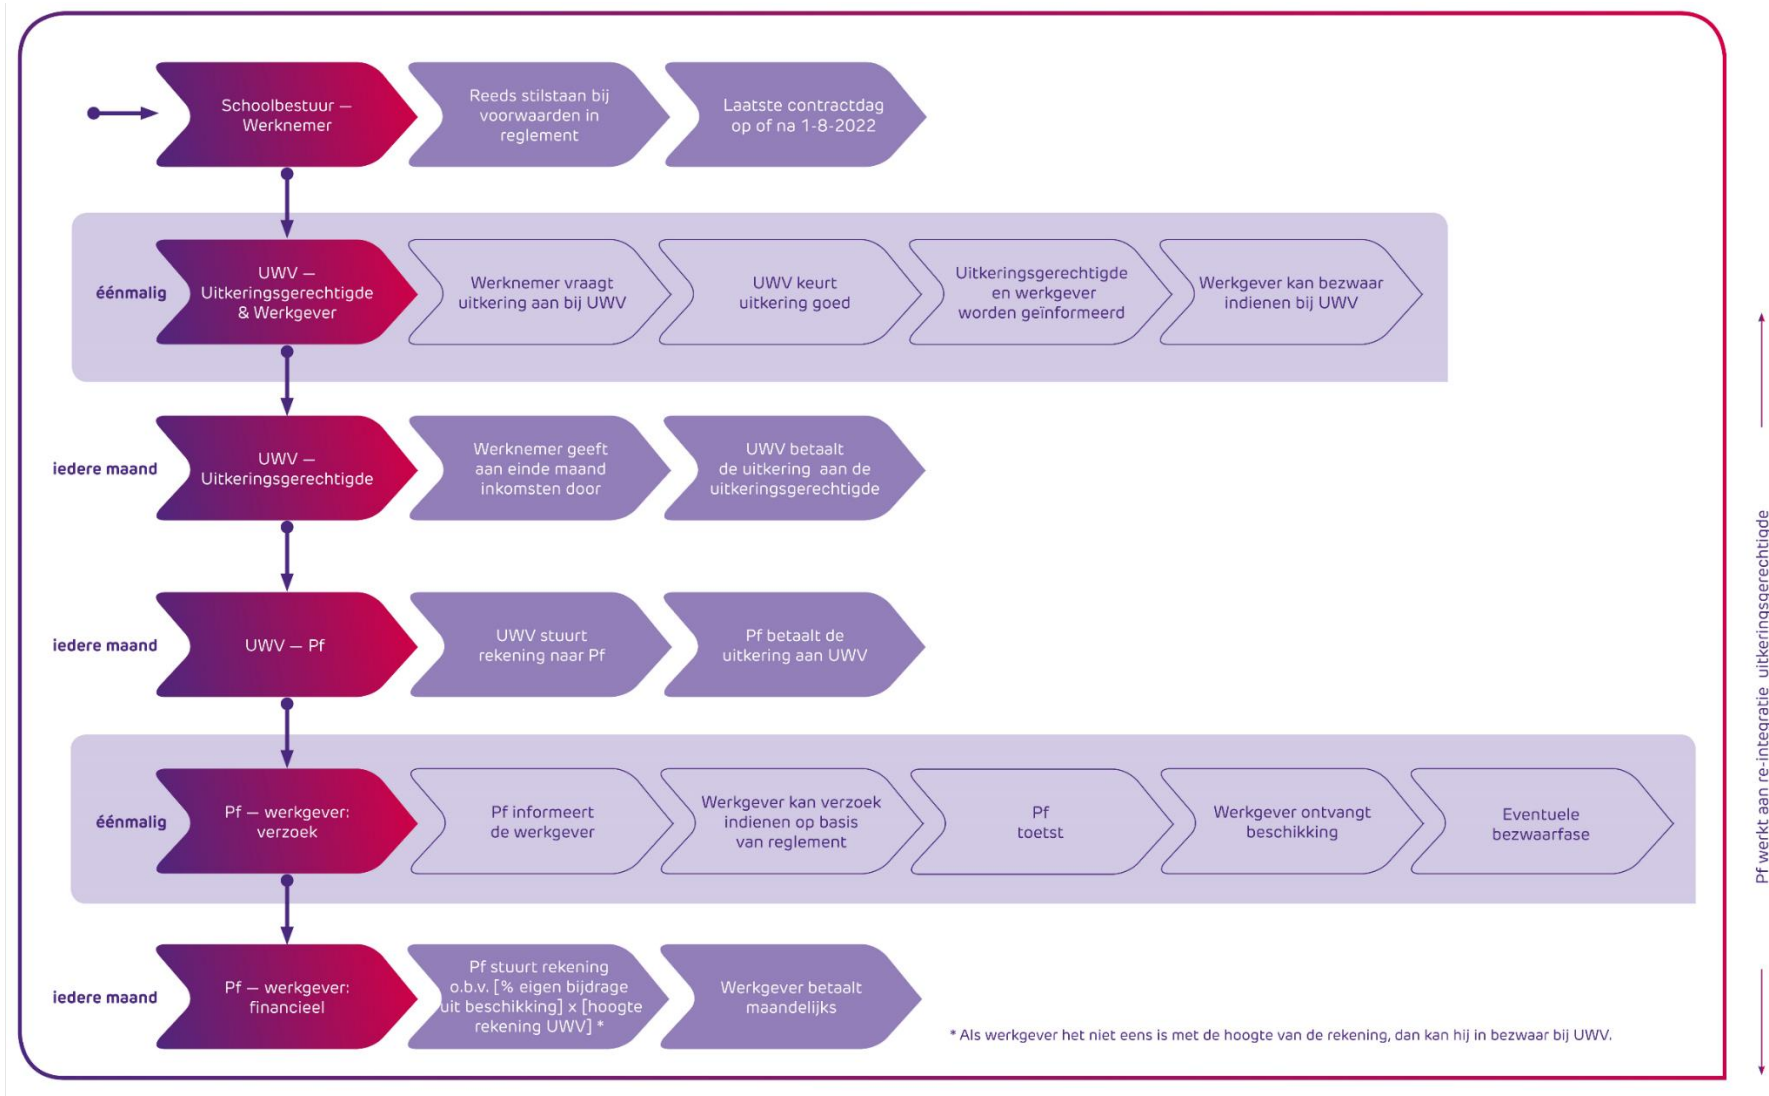 Schoolbestuur —
Werknemer
Reeds stilstaan bij
voorwaarden in
reglement
Laatste contractdag
op of na 1-8-2022
éénmalig
UWV —
Uitkeringsgerechtigde
& Werkgever
Werknemer vraagt
uitkering aan bij UWV
UWV keurt
uitkering goed
Uitkeringsgerechtigde
en werkgever
worden geïnformeerd
Werkgever kan bezwaar
indienen bij UWV
iedere maand
UWV —
Uitkeringsgerechtigde
Werknemer geeft
aan einde maand
inkomsten door
UWV betaalt
de uitkering aan de
uitkeringsgerechtigde
iedere maand
UWV — Pf
UWV stuurt
rekening naar Pf
Pf betaalt de
uitkering aan UWV
éénmalig
Pf — werkgever:
verzoek
Pf informeert
de werkgever
Werkgever kan verzoek
indienen op basis
van reglement
Pf
toetst
Werkgever ontvangt
beschikking
Eventuele
bezwaarfase
iedere maand
Pf — werkgever:
financieel
Pf stuurt rekening
o.b.v. [% eigen bijdrage
uit beschikking] x [hoogte
rekening UWV] *
Werkgever betaalt
maandelijks
* Als werkgever het niet eens is met de hoogte van de rekening, dan kan hij in bezwaar bij UWV.
Pf werkt aan re-integratie uitkeringsgerechtigde